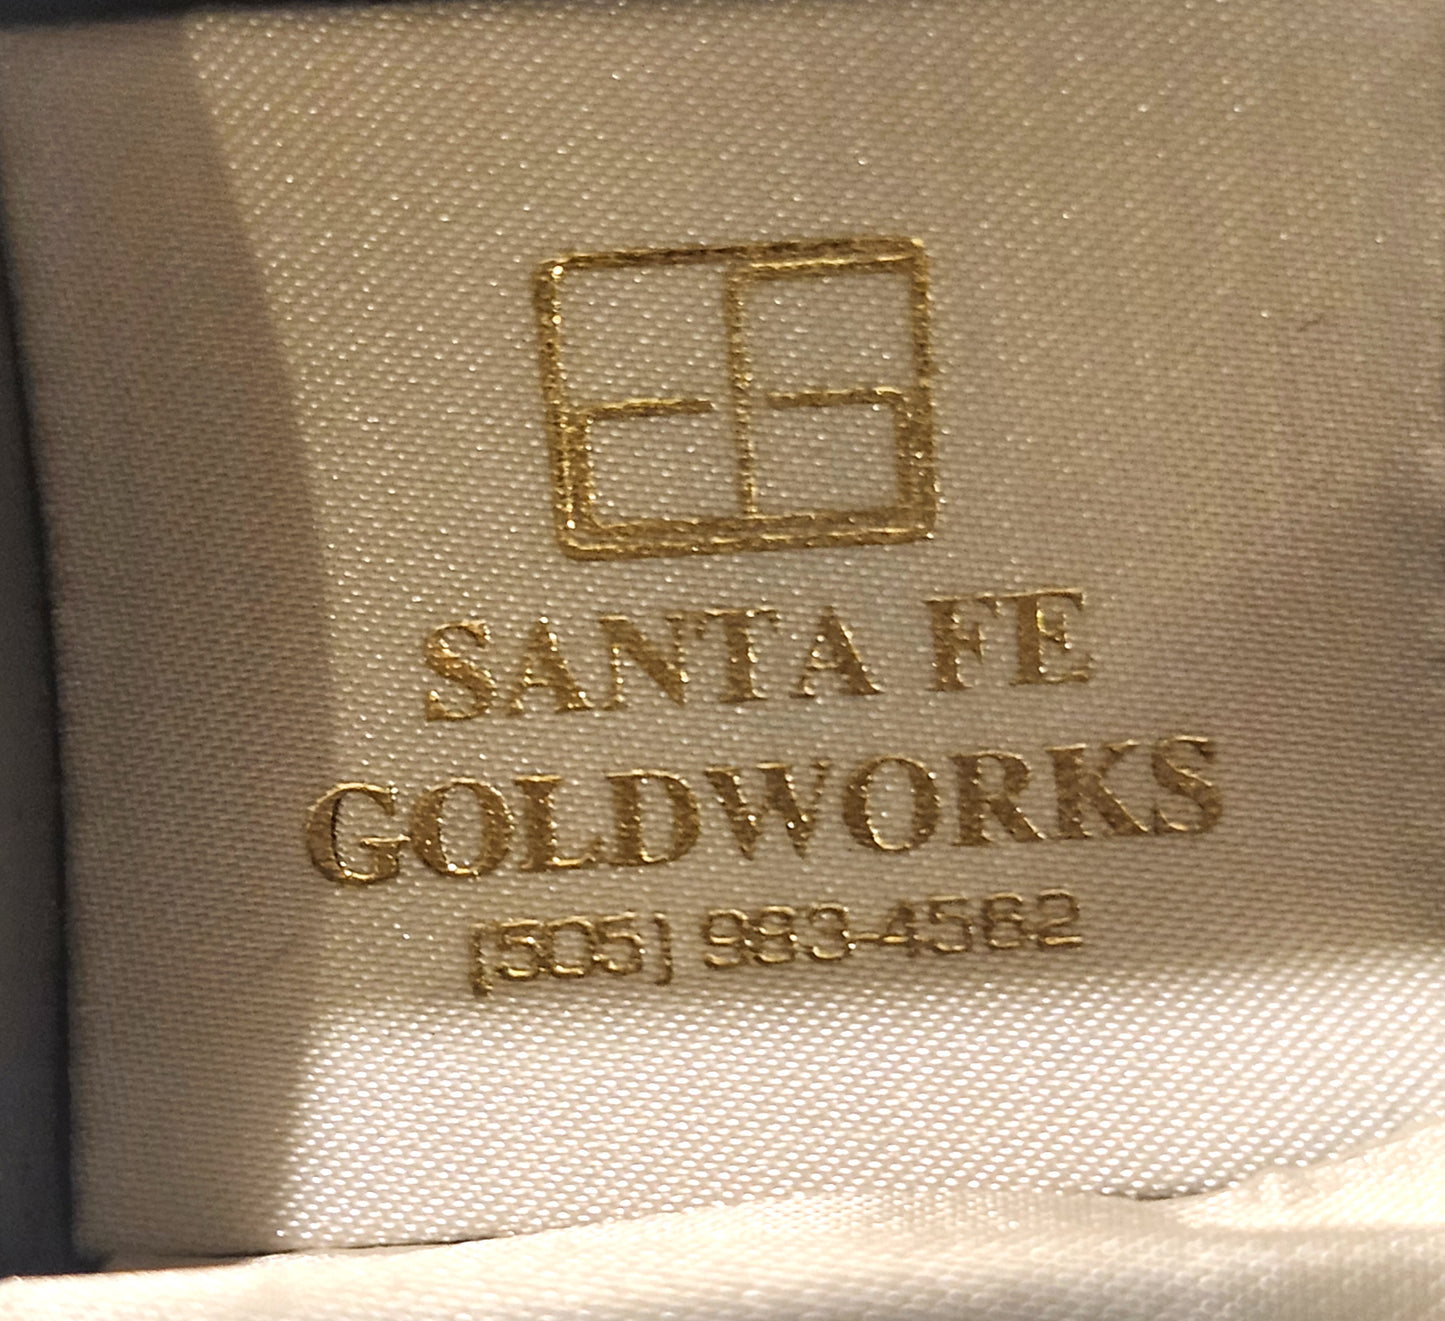 SANTA FE
GOLDWORKS
(505) 983-4562